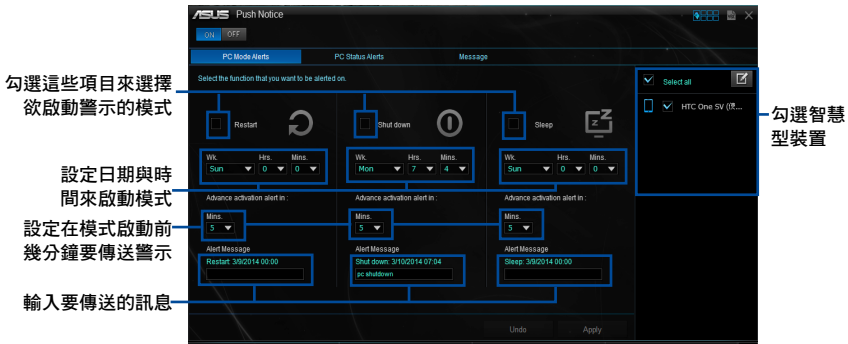 ASUS Push Notice
ON OFF
PC Mode Alerts PC Status Alerts Message
Select the function that you want to be alerted on.
Restart Shut down Sleep
Wk. Hrs. Mins. Wk. Hrs. Mins. Wk. Hrs. Mins.
Sun 0 0 Mon 7 4 Sun 0 0
Advance activation alert in : Advance activation alert in : Advance activation alert in :
Mins. Mins. Mins.
5 5 5
Alert Message Alert Message Alert Message
Restart: 3/9/2014 00:00 Shut down: 3/10/2014 07:04 Sleep: 3/9/2014 00:00
pc shutdown
Undo Apply
Select all
HTC One SV ((便...
勾選這些項目來選擇
欲啟動警示的模式
設定日期與時
間來啟動模式
設定在模式啟動前
幾分鐘要傳送警示
輸入要傳送的訊息
勾選智慧
型裝置